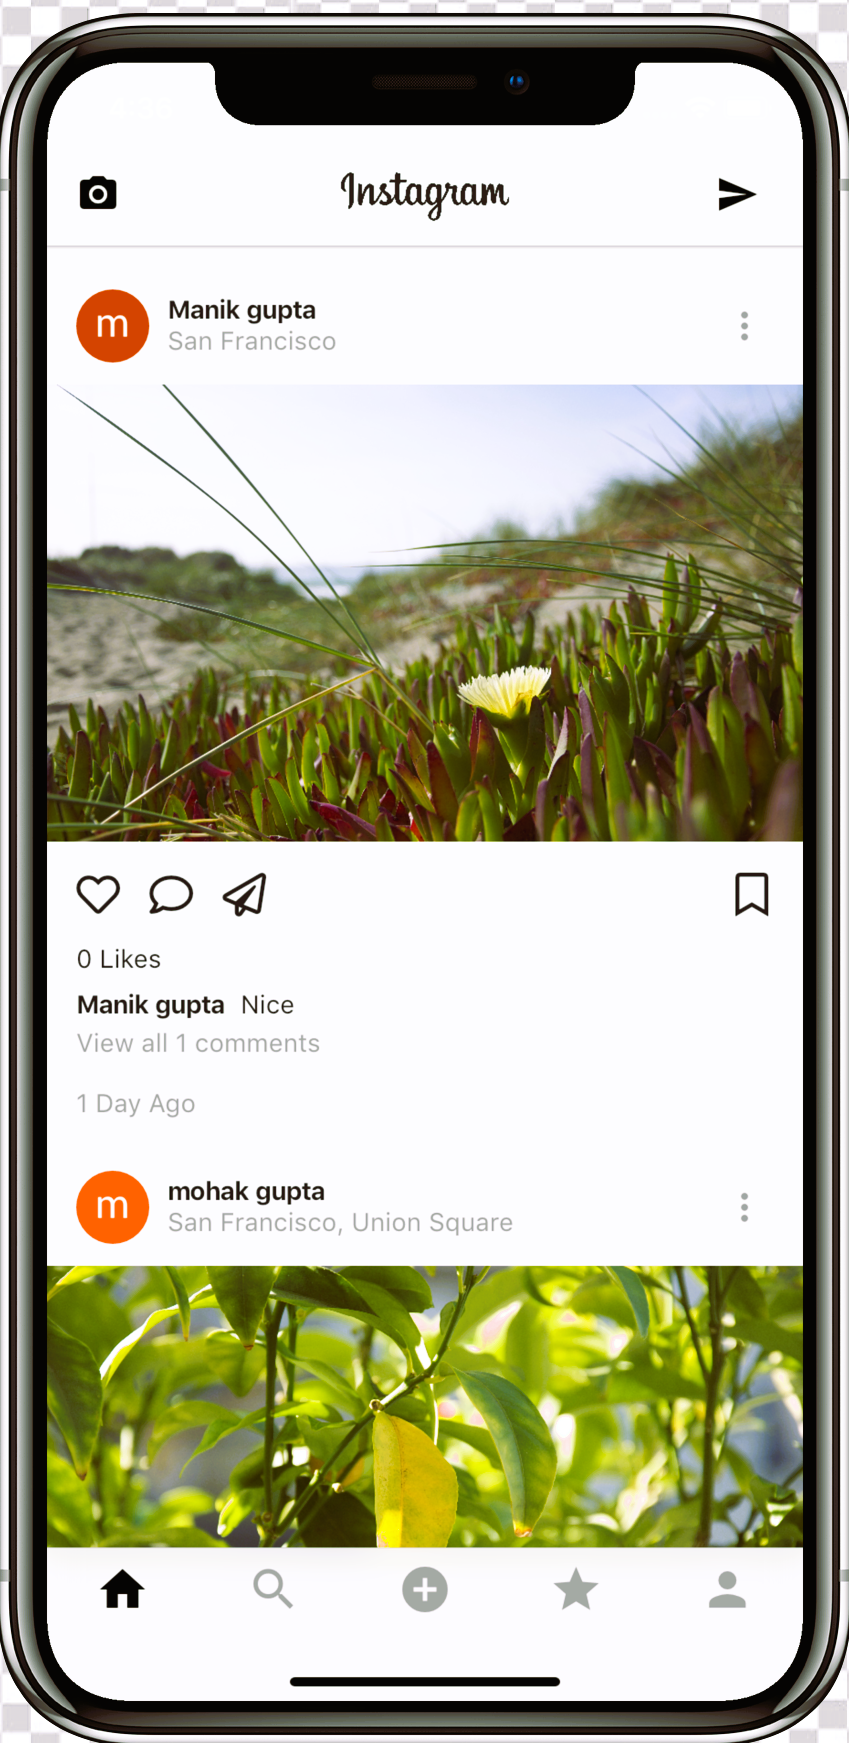 Instagram
m
Manik gupta
San Francisco
0 Likes
Manik gupta Nice
View all 1 comments
1 Day Ago
m
mohak gupta
San Francisco, Union Square